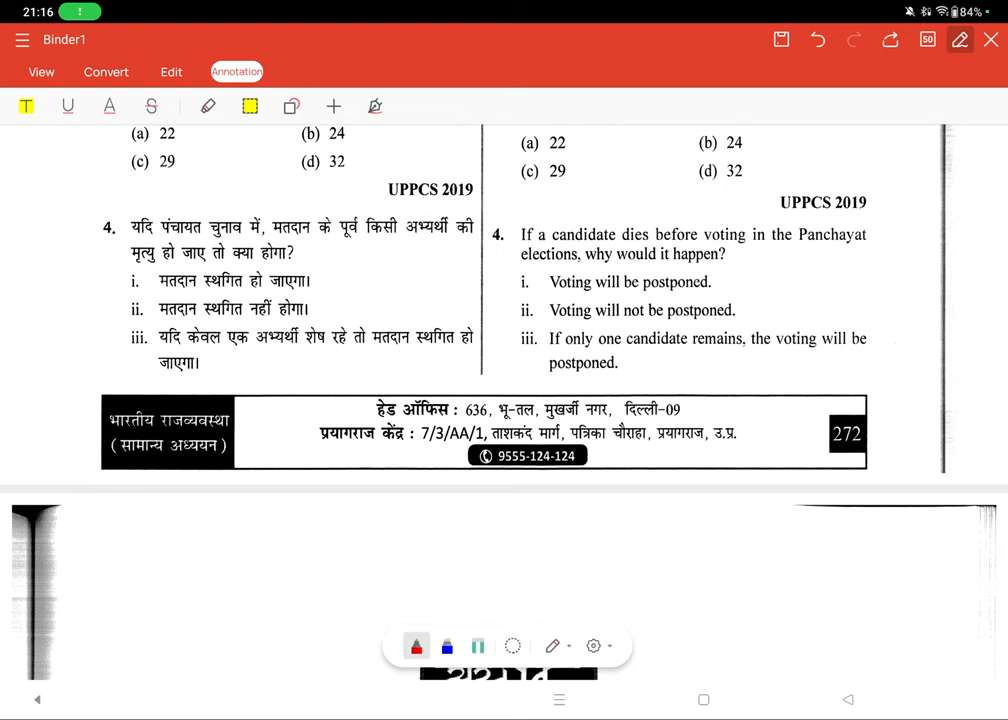 21:16
84%
Binder1
50
View Convert Edit Annotation
T U A S
(a) 22 (b) 24
(c) 29 (d) 32
UPPCS 2019
4. यदि पंचायत चुनाव में, मतदान के पूर्व किसी अभ्यर्थी की
मृत्यु हो जाए तो क्या होगा?
i. मतदान स्थगित हो जाएगा।
ii. मतदान स्थगित नहीं होगा।
iii. यदि केवल एक अभ्यर्थी शेष रहे तो मतदान स्थगित हो
जाएगा।
(a) 22 (b) 24
(c) 29 (d) 32
UPPCS 2019
4. If a candidate dies before voting in the Panchayat
elections, why would it happen?
i. Voting will be postponed.
ii. Voting will not be postponed.
iii. If only one candidate remains, the voting will be
postponed.
भारतीय राजव्यवस्था
(सामान्य अध्ययन)
हेड ऑफिस : 636, भू-तल, मुखर्जी नगर, दिल्ली-09
प्रयागराज केंद्र : 7/3/AA/1, ताशकंद मार्ग, पत्रिका चौराहा, प्रयागराज, उ.प्र.
9555-124-124
272